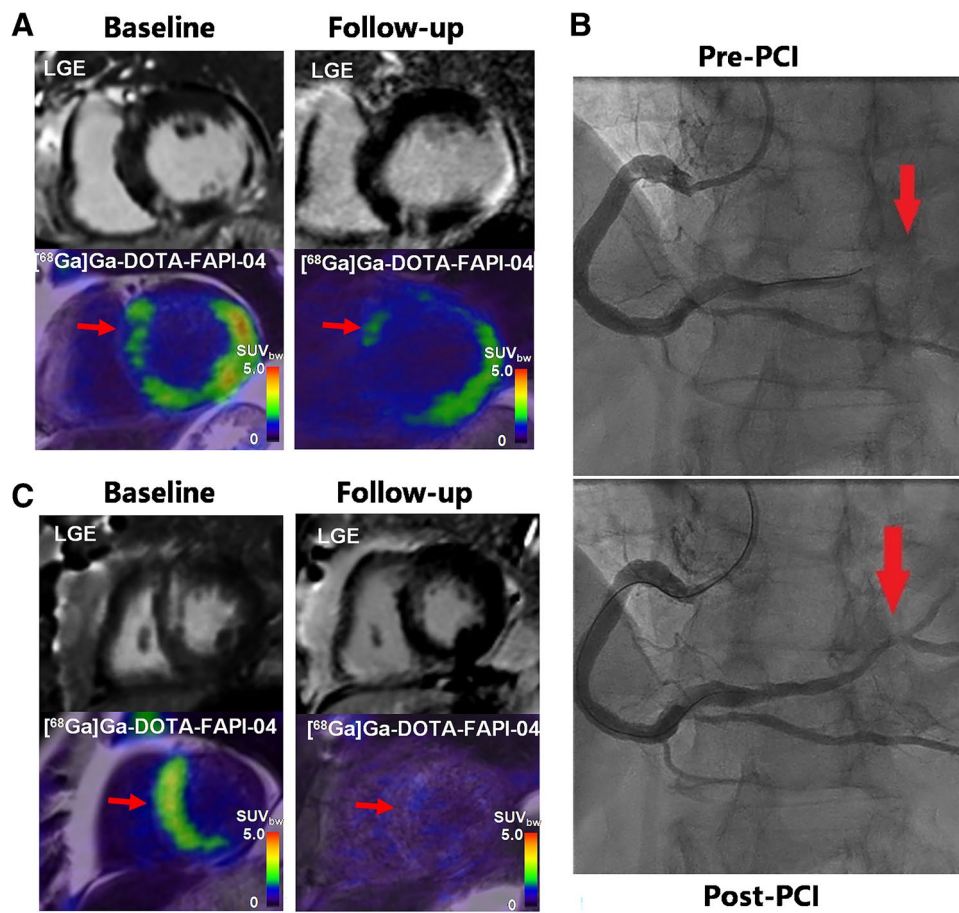 A
Baseline
Follow-up
LGE
LGE
[⁶⁸Ga]Ga-DOTA-FAPI-04
[⁶⁸Ga]Ga-DOTA-FAPI-04
SUVbw
5.0
0
SUVbw
5.0
0
B
Pre-PCI
Post-PCI
C
Baseline
Follow-up
LGE
LGE
[⁶⁸Ga]Ga-DOTA-FAPI-04
[⁶⁸Ga]Ga-DOTA-FAPI-04
SUVbw
5.0
0
SUVbw
5.0
0